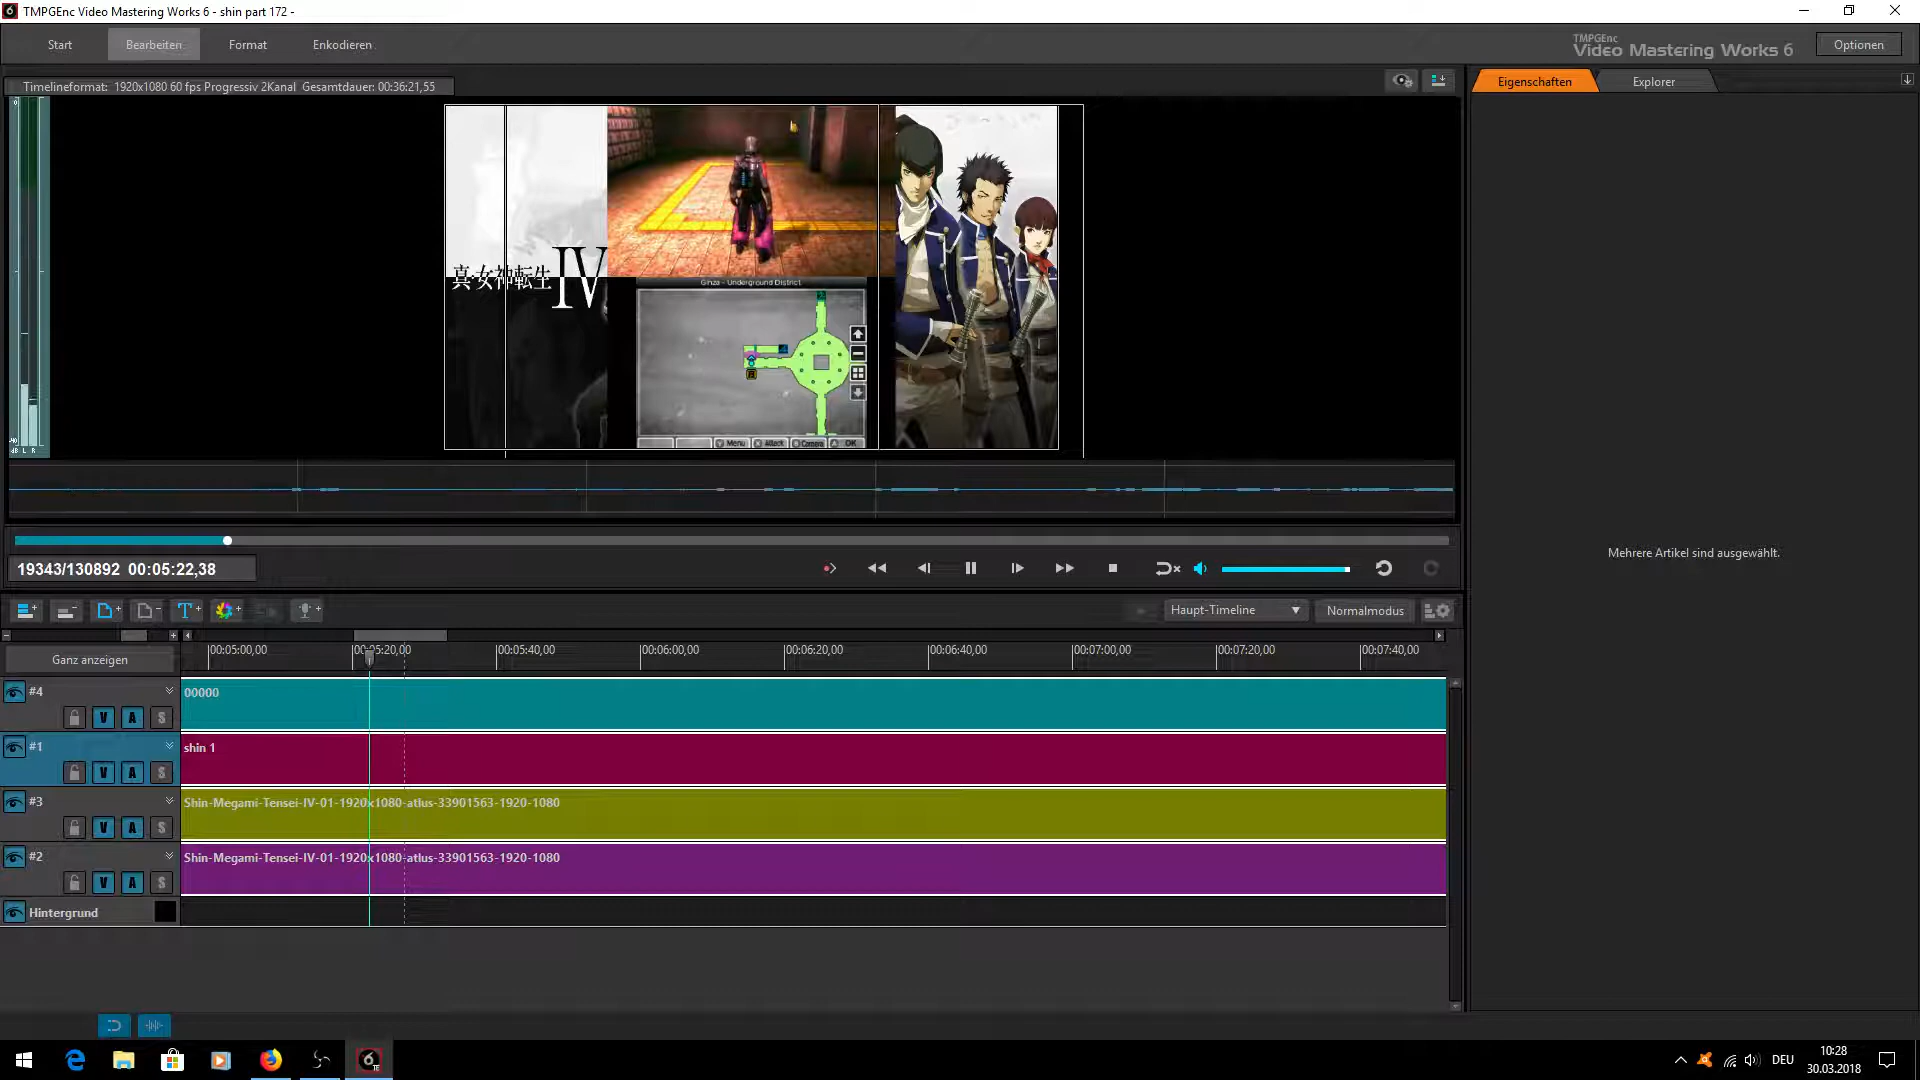 TMPGEnc Video Mastering Works 6 - shin part 172 -
Start
Bearbeiten
Format
Enkodieren
TMPGEnc
Video Mastering Works 6
Optionen
Timelineformat: 1920x1080 60 fps Progressiv 2Kanal Gesamtdauer: 00:36:21,55
Eigenschaften
Explorer
真・女神転生IV
Ginza - Underground District
Menu
Attack
Camera
OK
Mehrere Artikel sind ausgewählt.
19343/130892 00:05:22,38
Haupt-Timeline
Normalmodus
Ganz anzeigen
00:05:00,00
00:05:20,00
00:05:40,00
00:06:00,00
00:06:20,00
00:06:40,00
00:07:00,00
00:07:20,00
00:07:40,00
#4
00000
V A S
#1
shin 1
V A S
#3
Shin-Megami-Tensei-IV-01-1920x1080-atlus-33901563-1920-1080
V A S
#2
Shin-Megami-Tensei-IV-01-1920x1080-atlus-33901563-1920-1080
V A S
Hintergrund
DEU
10:28
30.03.2018